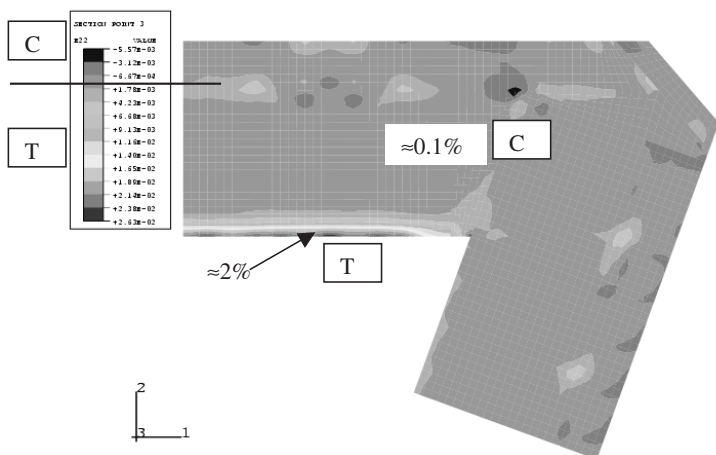 C
T
SECTION POINT 3
E22 VALUE
-5.57E-03
-3.12E-03
-6.67E-04
+1.78E-03
+4.23E-03
+6.68E-03
+9.13E-03
+1.16E-02
+1.40E-02
+1.65E-02
+1.89E-02
+2.14E-02
+2.38E-02
+2.63E-02
≈0.1%
C
≈2%
T
2
3 1